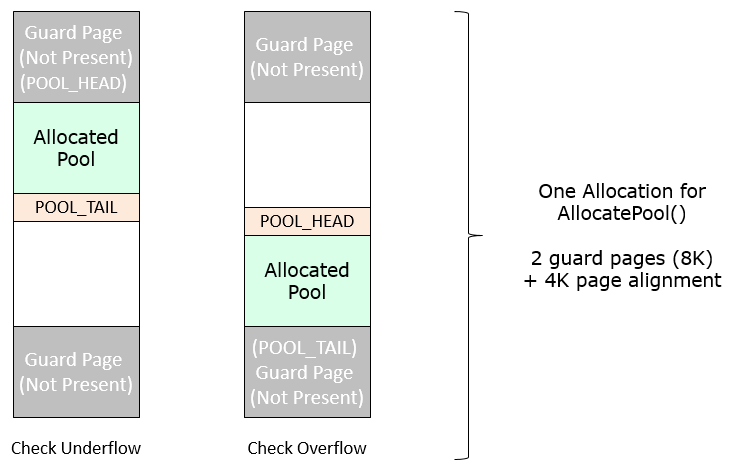 Guard Page
(Not Present)
(POOL_HEAD)
Allocated
Pool
POOL_TAIL
Guard Page
(Not Present)
Check Underflow
Guard Page
(Not Present)
POOL_HEAD
Allocated
Pool
(POOL_TAIL)
Guard Page
(Not Present)
Check Overflow
One Allocation for
AllocatePool()
2 guard pages (8K)
+ 4K page alignment